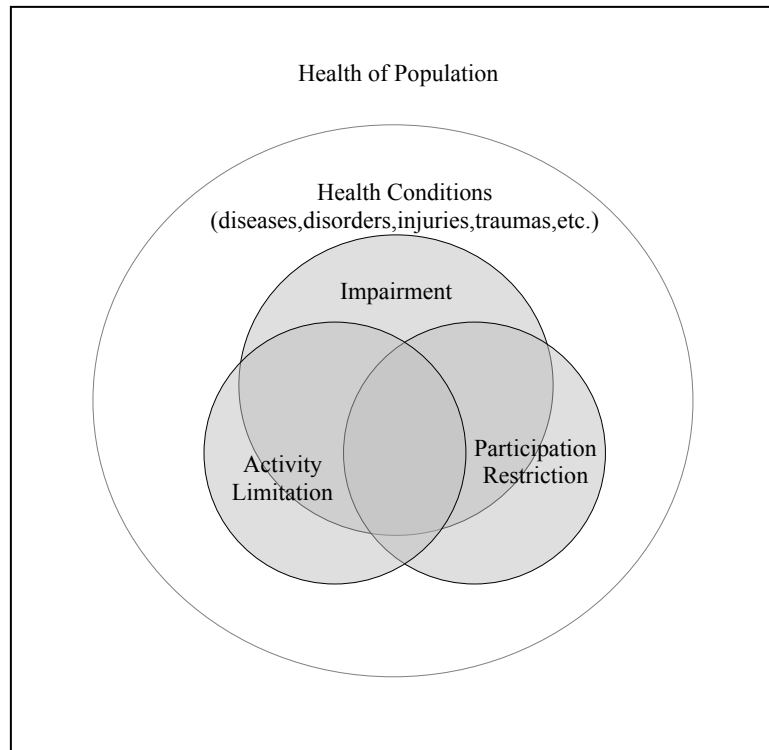 Health of Population
Health Conditions
(diseases,disorders,injuries,traumas,etc.)
Impairment
Activity
Limitation
Participation
Restriction